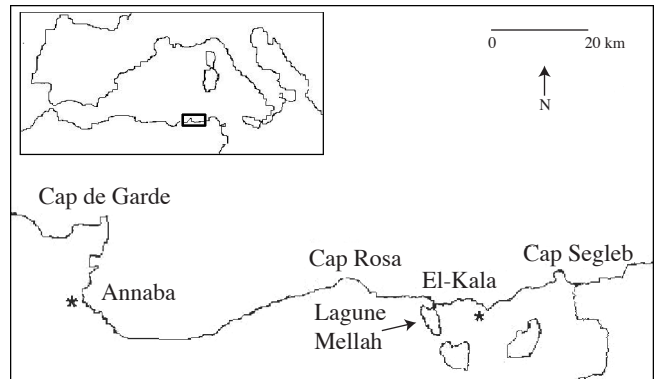 0 20 km
N
Cap de Garde
Cap Rosa
Cap Segleb
El-Kala
* Annaba
Lagune
Mellah
*